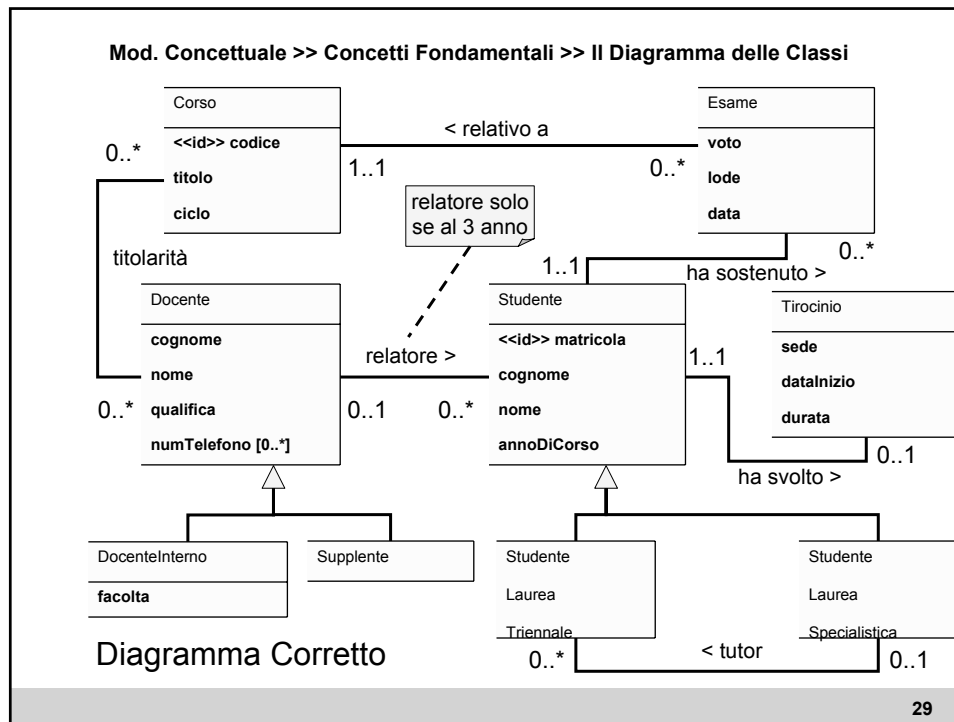 Mod. Concettuale >> Concetti Fondamentali >> Il Diagramma delle Classi
Corso
<<id>> codice
titolo
ciclo
Esame
voto
lode
data
< relativo a
0..*
1..1
0..*
relatore solo
se al 3 anno
titolarità
1..1
ha sostenuto >
0..*
Docente
cognome
nome
qualifica
numTelefono [0..*]
relatore >
0..*
0..1
0..*
Studente
<<id>> matricola
cognome
nome
annoDiCorso
1..1
Tirocinio
sede
dataInizio
durata
0..1
ha svolto >
DocenteInterno
facolta
Supplente
Studente
Laurea
Triennale
Studente
Laurea
Specialistica
0..*
< tutor
0..1
Diagramma Corretto
29